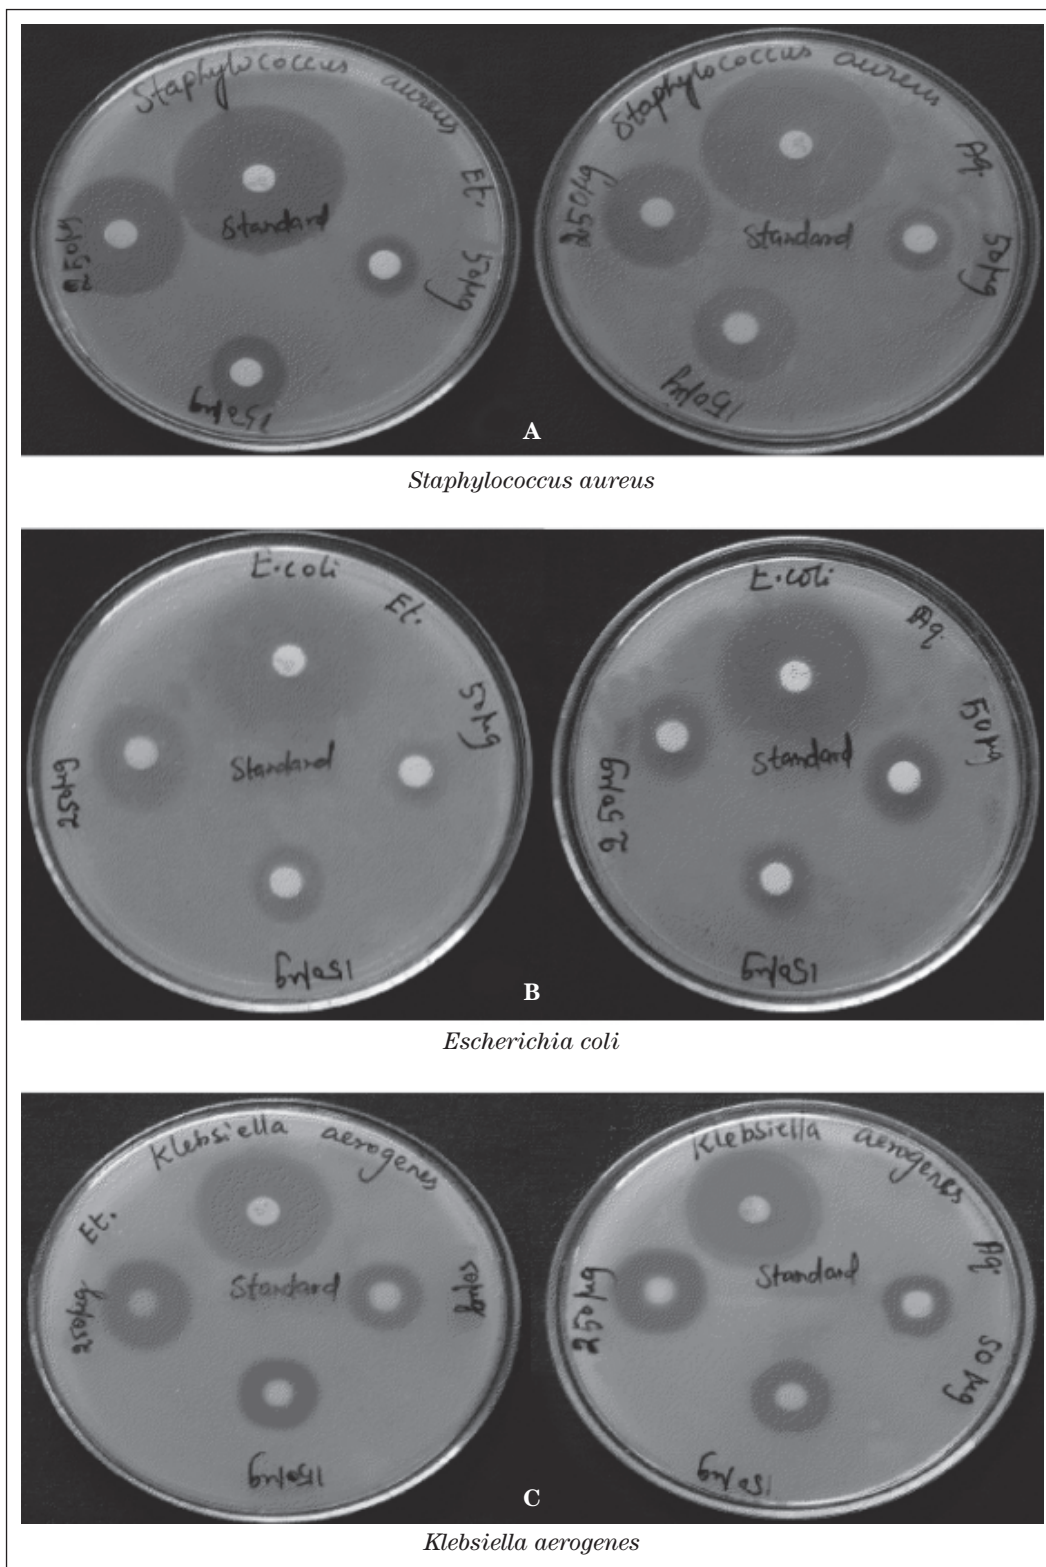 Staphylococcus aureus
Et.
250µg
Standard
50µg
150µg
Staphylococcus aureus
Aq.
250µg
Standard
50µg
150µg
A
Staphylococcus aureus
E.coli
Et.
50µg
250µg
Standard
150µg
E.coli
Aq.
50µg
250µg
Standard
150µg
B
Escherichia coli
Klebsiella aerogenes
Et.
250µg
Standard
50µg
150µg
Klebsiella aerogenes
Aq.
250µg
Standard
50µg
150µg
C
Klebsiella aerogenes